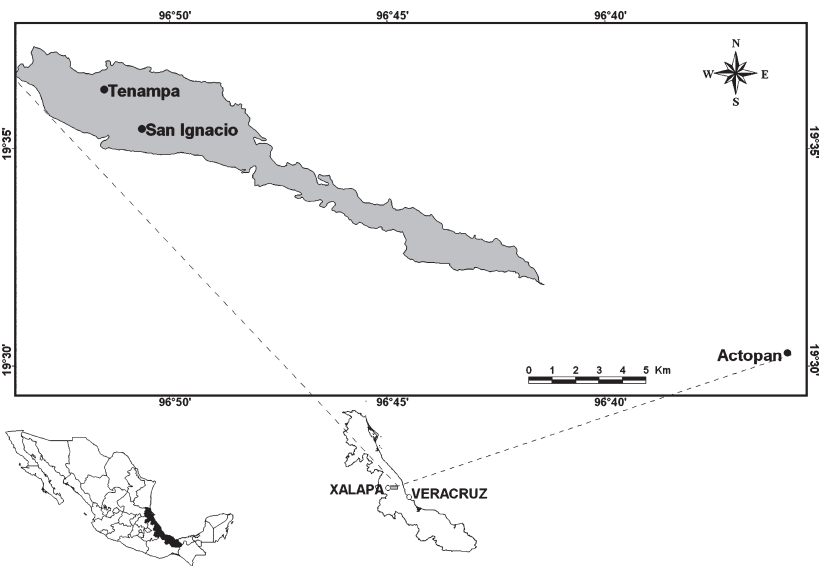 96°50' 96°45' 96°40'
N
W E
S
Tenampa
San Ignacio
19°35' 19°35'
Actopan
19°30' 19°30'
0 1 2 3 4 5 Km
96°50' 96°45' 96°40'
XALAPA
VERACRUZ